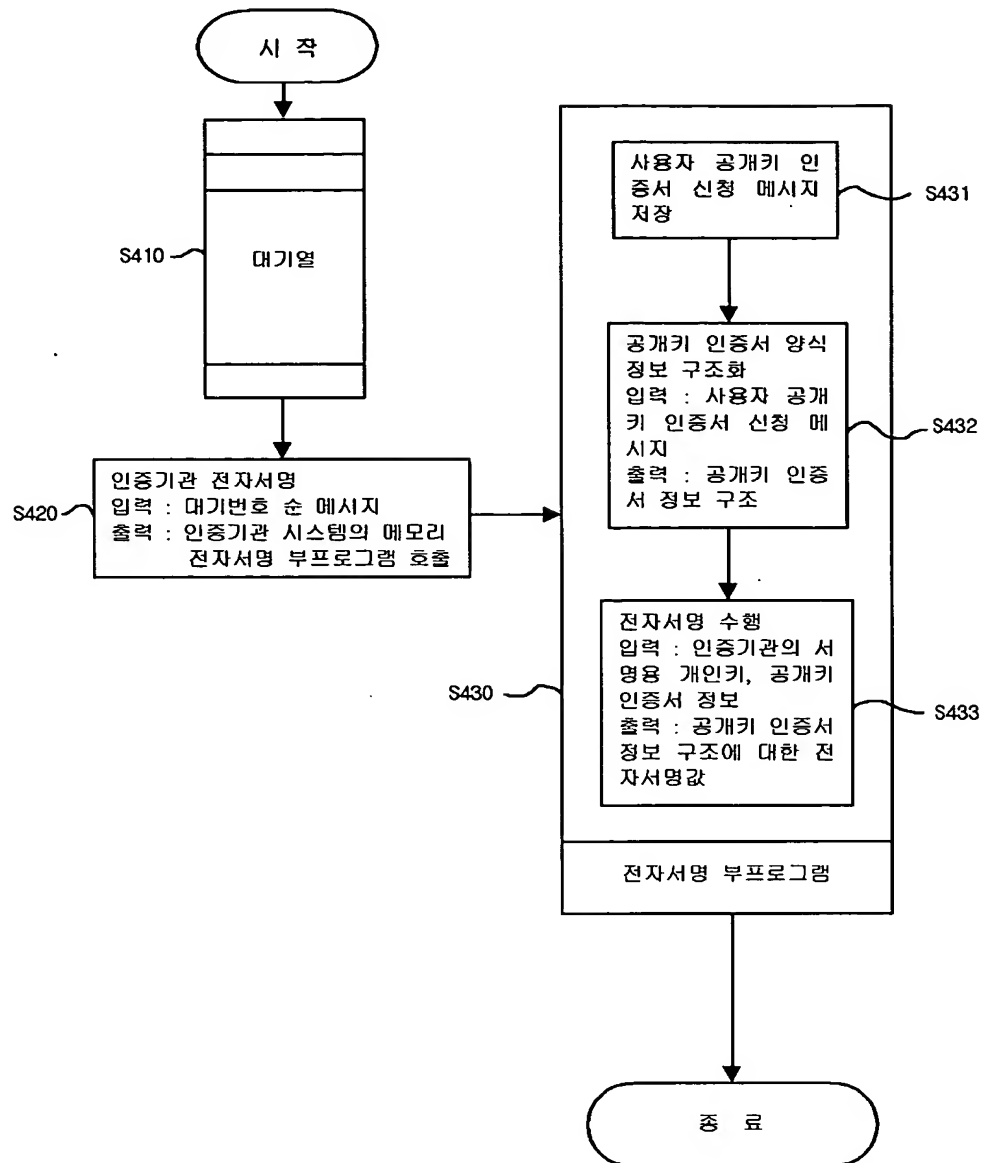 시 작
S410
대기열
S420
인증기관 전자서명
입력 : 대기번호 순 메시지
출력 : 인증기관 시스템의 메모리
전자서명 부프로그램 호출
S430
사용자 공개키 인
증서 신청 메시지
저장
S431
공개키 인증서 양식
정보 구조화
입력 : 사용자 공개
키 인증서 신청 메
시지
출력 : 공개키 인증
서 정보 구조
S432
전자서명 수행
입력 : 인증기관의 서
명용 개인키, 공개키
인증서 정보
출력 : 공개키 인증서
정보 구조에 대한 전
자서명값
S433
전자서명 부프로그램
종 료